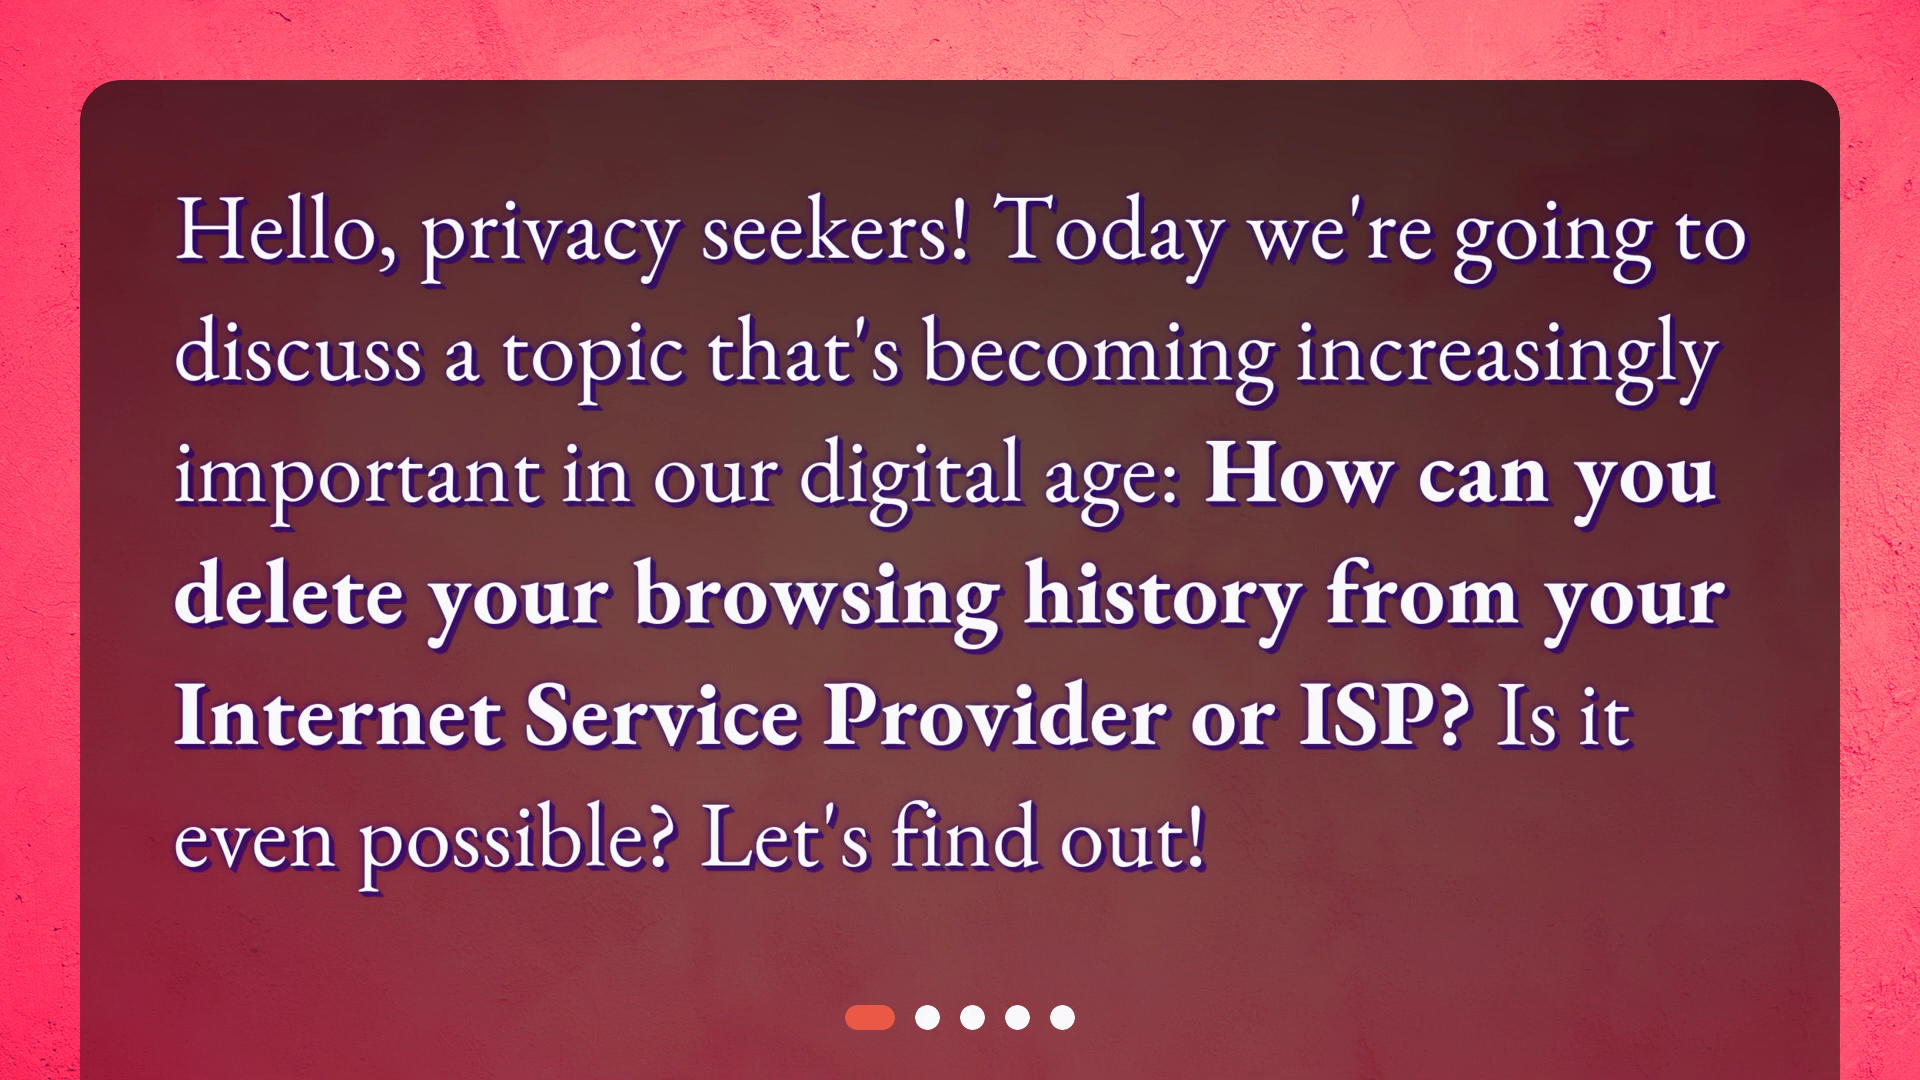 Hello, privacy seekers! Today we're going to
discuss a topic that's becoming increasingly
important in our digital age: How can you
delete your browsing history from your
Internet Service Provider or ISP? Is it
even possible? Let's find out!